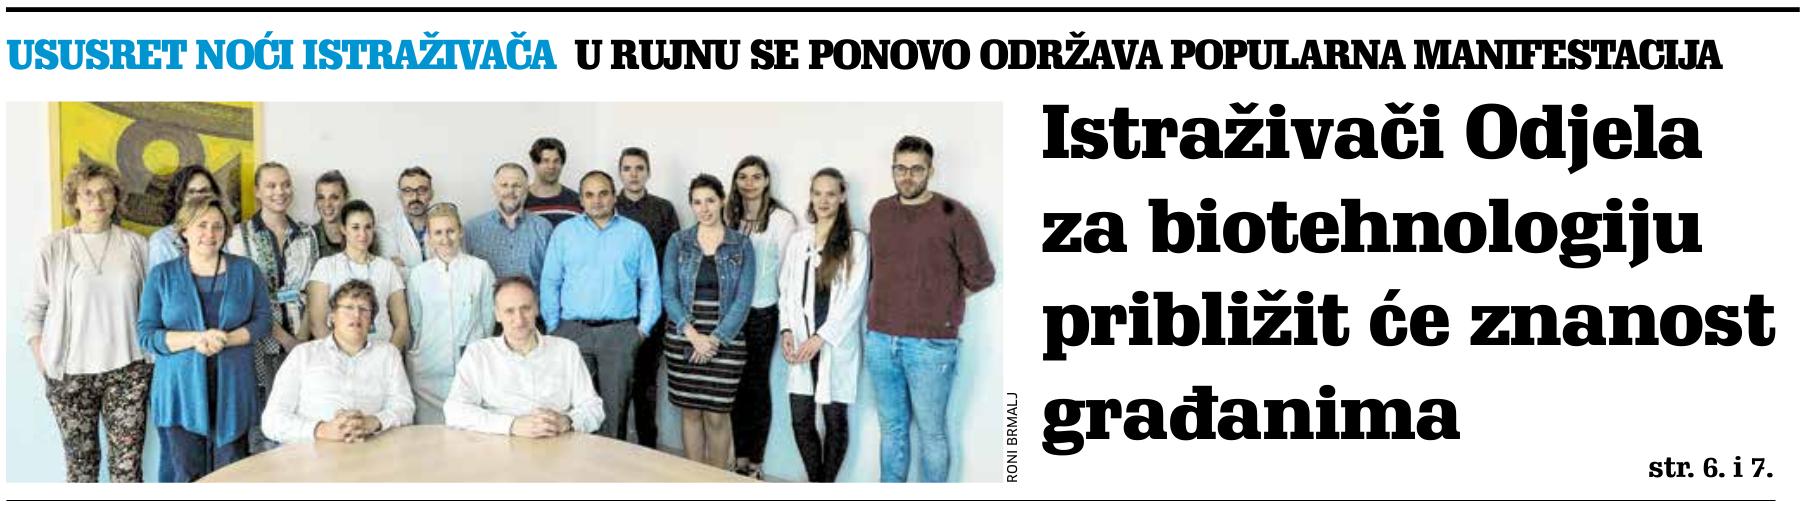 USUSRET NOĆI ISTRAŽIVAČA U RUJNU SE PONOVO ODRŽAVA POPULARNA MANIFESTACIJA
Istraživači Odjela
za biotehnologiju
približit će znanost
građanima
str. 6. i 7.
RONI BRMALJ